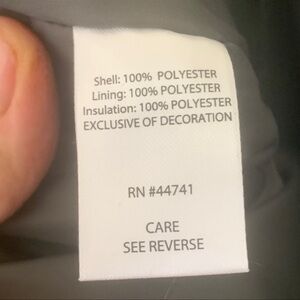 Shell: 100% POLYESTER
Lining: 100% POLYESTER
Insulation: 100% POLYESTER
EXCLUSIVE OF DECORATION
RN #44741
CARE
SEE REVERSE